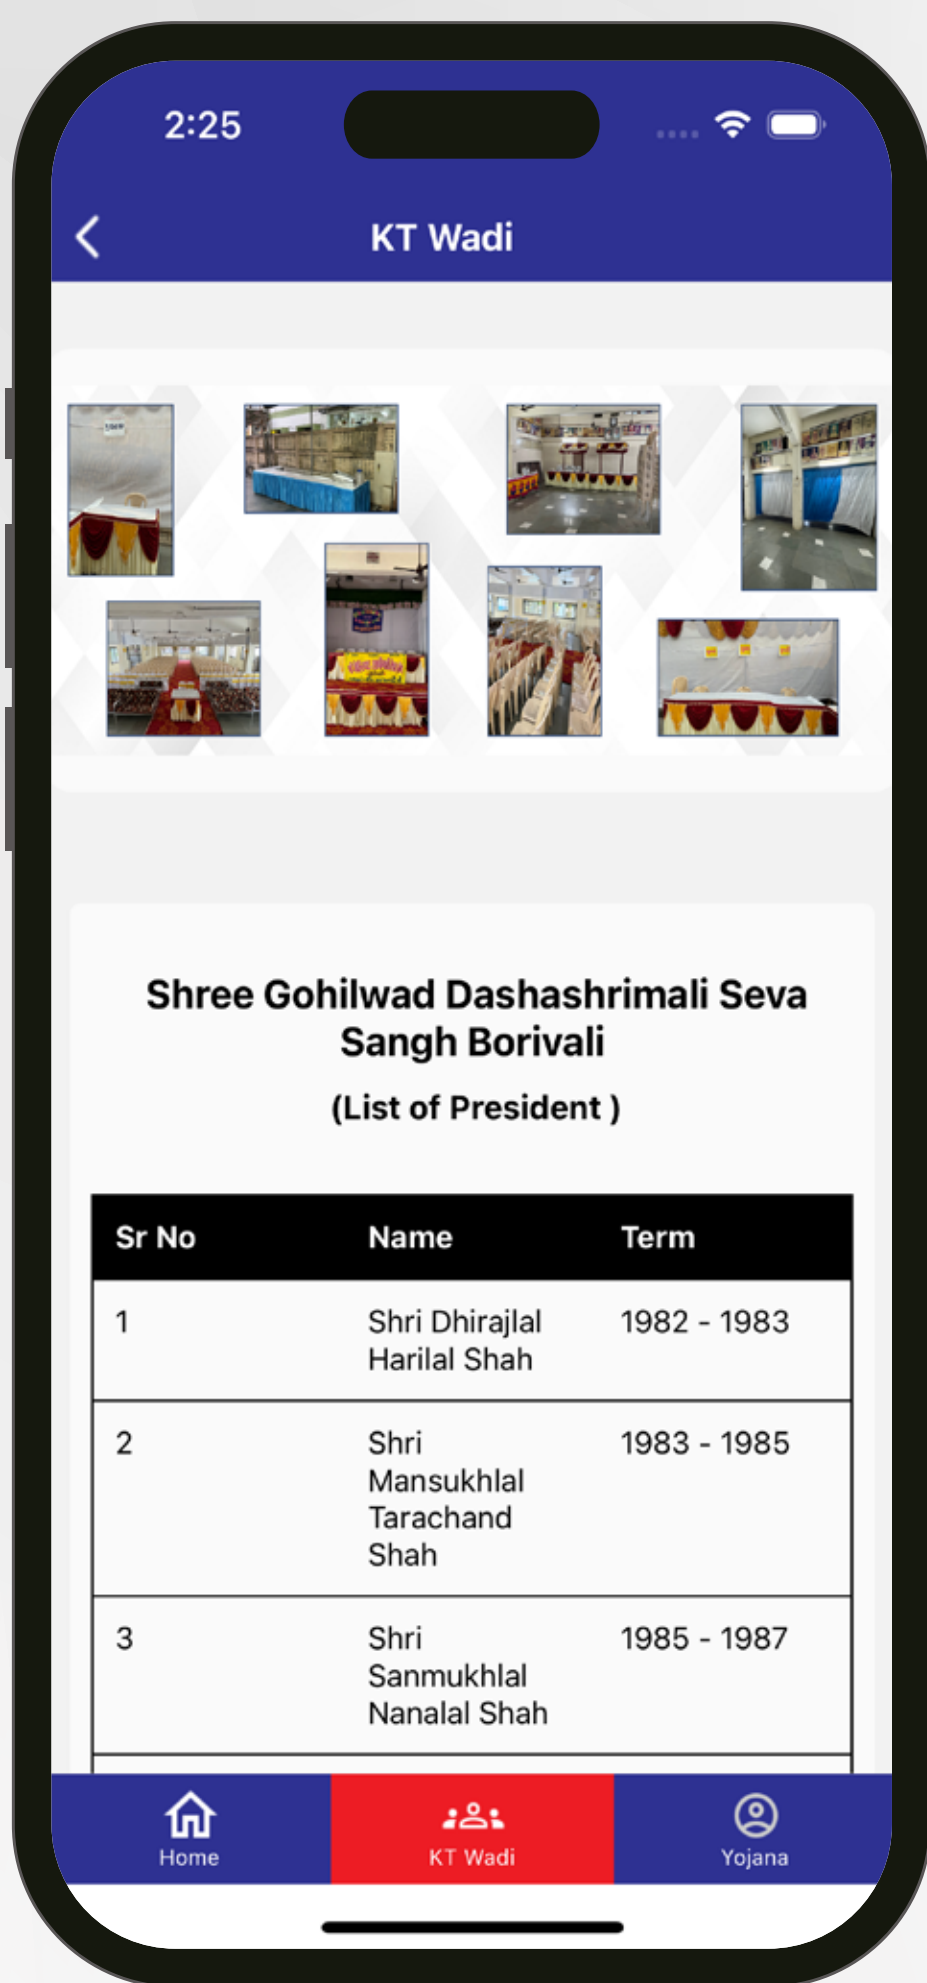 2:25
KT Wadi
Shree Gohilwad Dashashrimali Seva
Sangh Borivali
(List of President )
Sr No Name Term
1 Shri Dhirajlal 1982 - 1983
Harilal Shah
2 Shri 1983 - 1985
Mansukhlal
Tarachand
Shah
3 Shri 1985 - 1987
Sanmukhlal
Nanalal Shah
Home KT Wadi Yojana